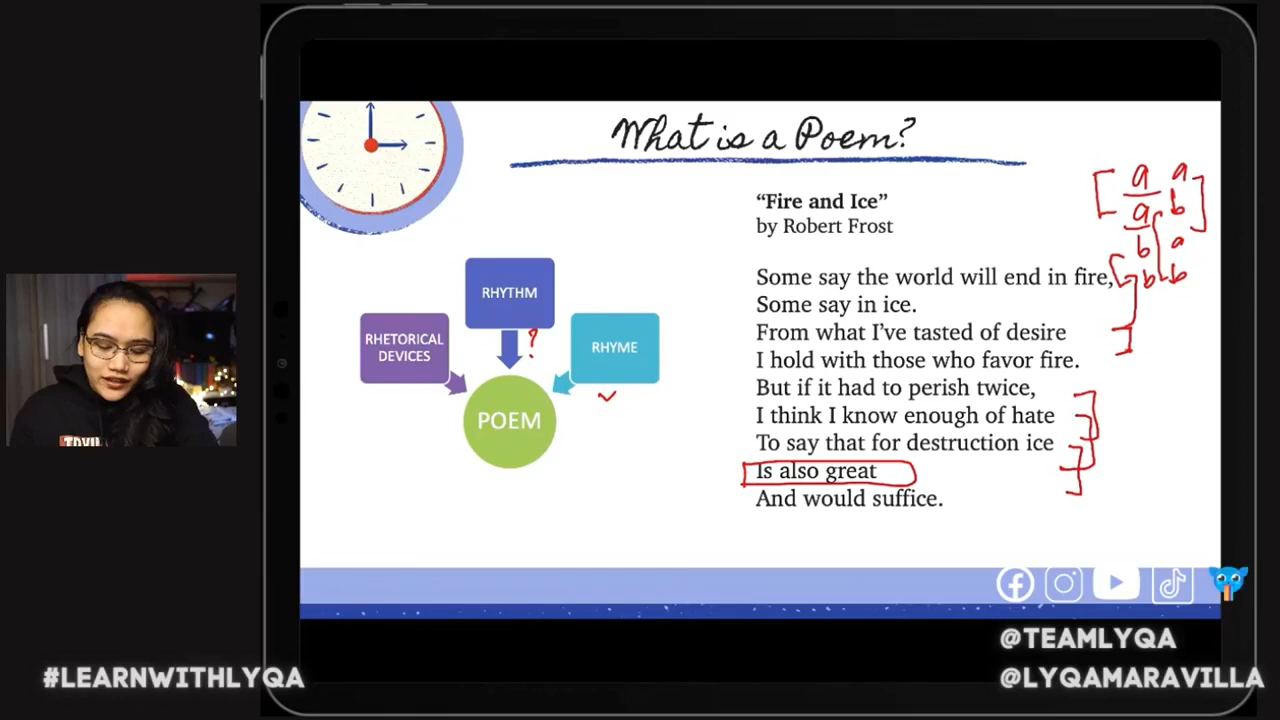 What is a Poem?
RHYTHM
?
RHETORICAL
DEVICES
RHYME
POEM
“Fire and Ice”
by Robert Frost
Some say the world will end in fire,
Some say in ice.
From what I’ve tasted of desire
I hold with those who favor fire.
But if it had to perish twice,
I think I know enough of hate
To say that for destruction ice
Is also great
And would suffice.
a a
a b
b a
b b
@TEAMLYQA
#LEARNWITHLYQA
@LYQAMARAVILLA